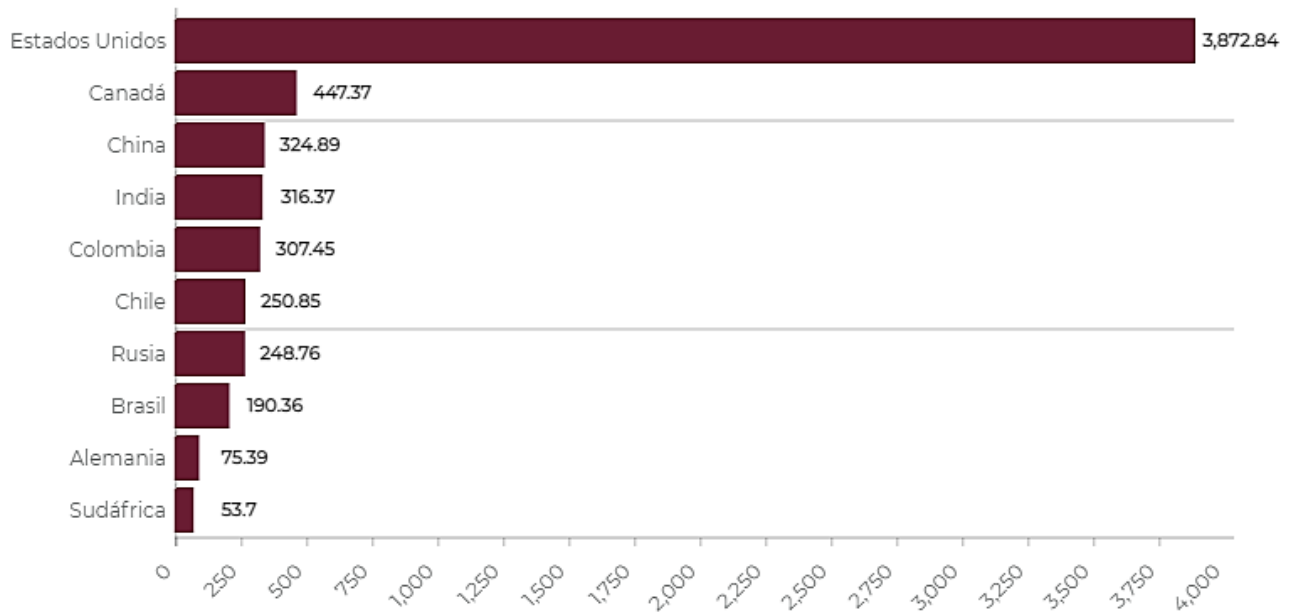 Estados Unidos 3,872.84
Canadá 447.37
China 324.89
India 316.37
Colombia 307.45
Chile 250.85
Rusia 248.76
Brasil 190.36
Alemania 75.39
Sudáfrica 53.7
0 250 500 750 1,000 1,250 1,500 1,750 2,000 2,250 2,500 2,750 3,000 3,250 3,500 3,750 4,000